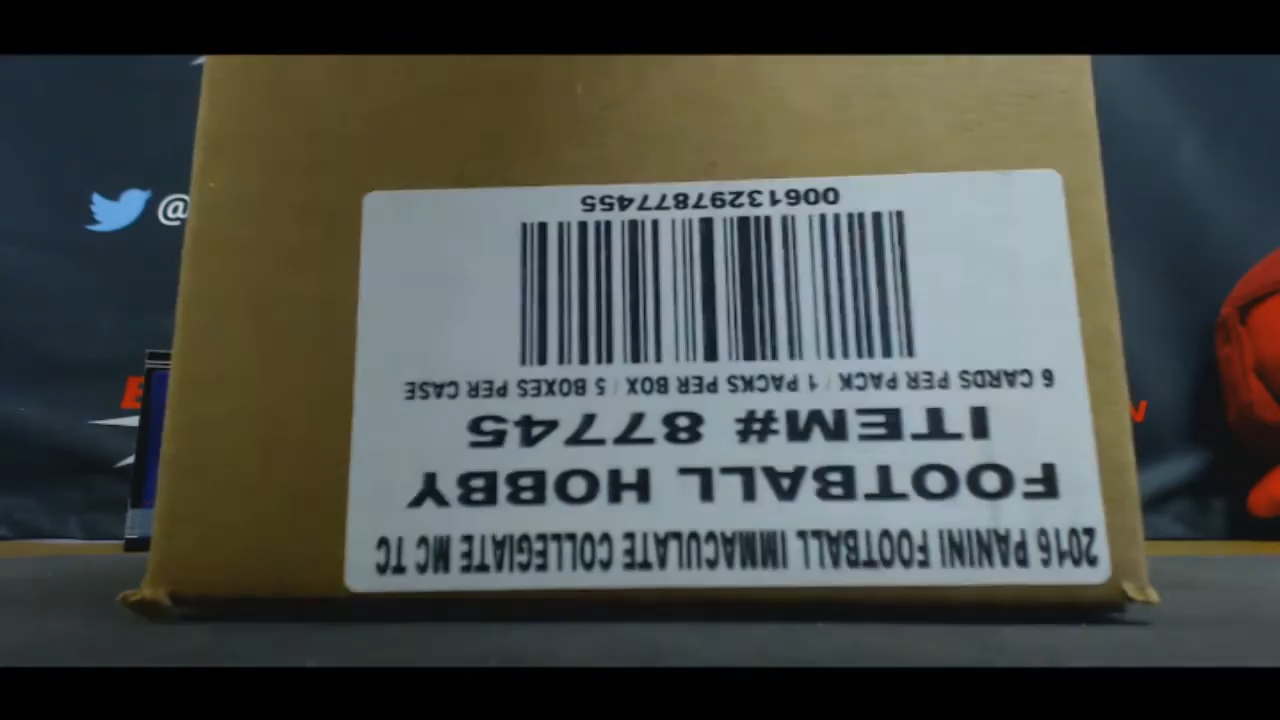 2016 PANINI FOOTBALL IMMACULATE COLLEGIATE MC TC
FOOTBALL HOBBY
ITEM# 87745
6 CARDS PER PACK / 1 PACKS PER BOX / 5 BOXES PER CASE
00613297877455
@